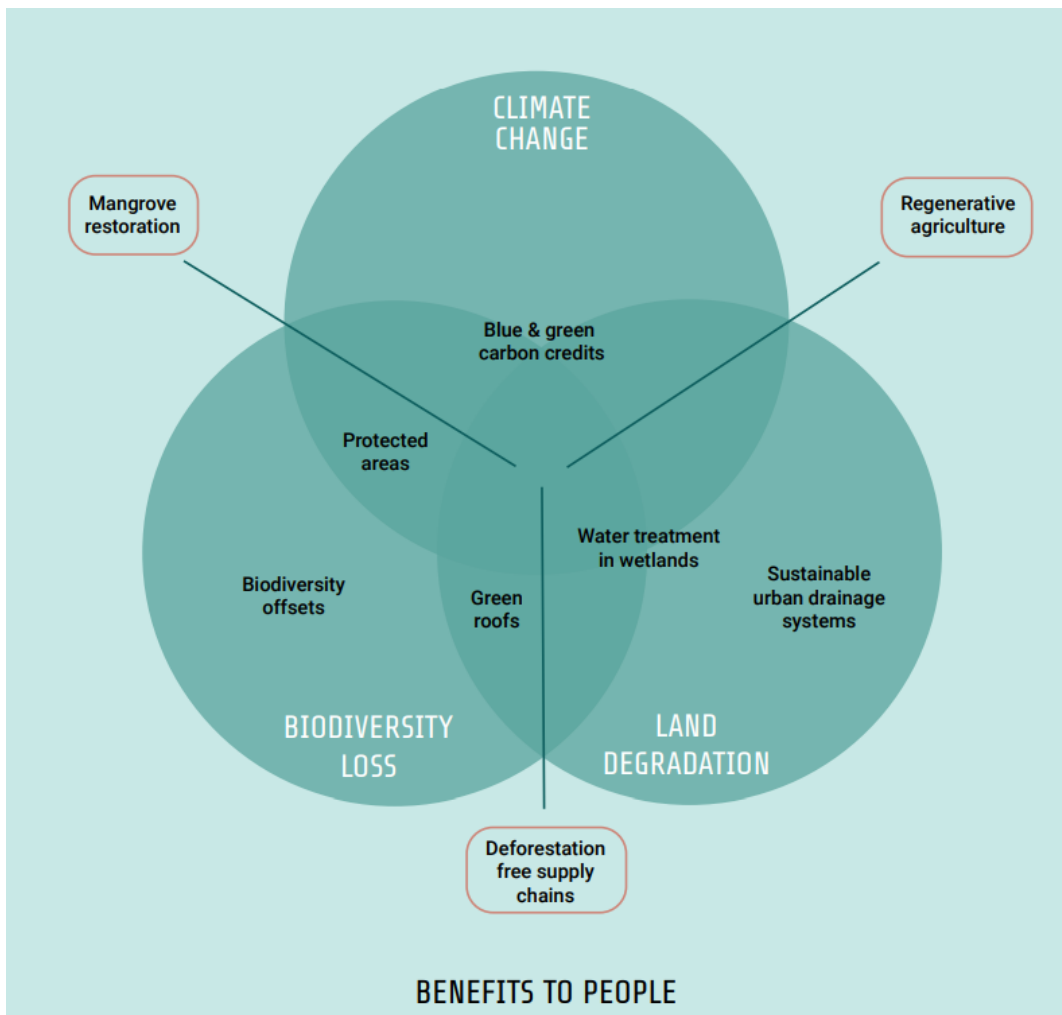 CLIMATE
CHANGE
Mangrove
restoration
Regenerative
agriculture
Blue & green
carbon credits
Protected
areas
Water treatment
in wetlands
Biodiversity
offsets
Green
roofs
Sustainable
urban drainage
systems
BIODIVERSITY
LOSS
LAND
DEGRADATION
Deforestation
free supply
chains
BENEFITS TO PEOPLE